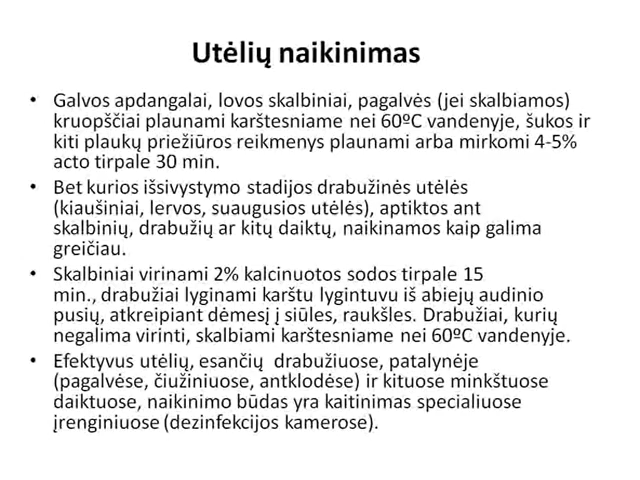 Utėlių naikinimas
• Galvos apdangalai, lovos skalbiniai, pagalvės (jei skalbiamos)
kruopščiai plaunami karštesniame nei 60ºC vandenyje, šukos ir
kiti plaukų priežiūros reikmenys plaunami arba mirkomi 4-5%
acto tirpale 30 min.
• Bet kurios išsivystymo stadijos drabužinės utėlės
(kiaušiniai, lervos, suaugusios utėlės), aptiktos ant
skalbinių, drabužių ar kitų daiktų, naikinamos kaip galima
greičiau.
• Skalbiniai virinami 2% kalcinuotos sodos tirpale 15
min., drabužiai lyginami karštu lygintuvu iš abiejų audinio
pusių, atkreipiant dėmesį į siūles, raukšles. Drabužiai, kurių
negalima virinti, skalbiami karštesniame nei 60ºC vandenyje.
• Efektyvus utėlių, esančių drabužiuose, patalynėje
(pagalvėse, čiužiniuose, antklodėse) ir kituose minkštuose
daiktuose, naikinimo būdas yra kaitinimas specialiuose
įrenginiuose (dezinfekcijos kamerose).